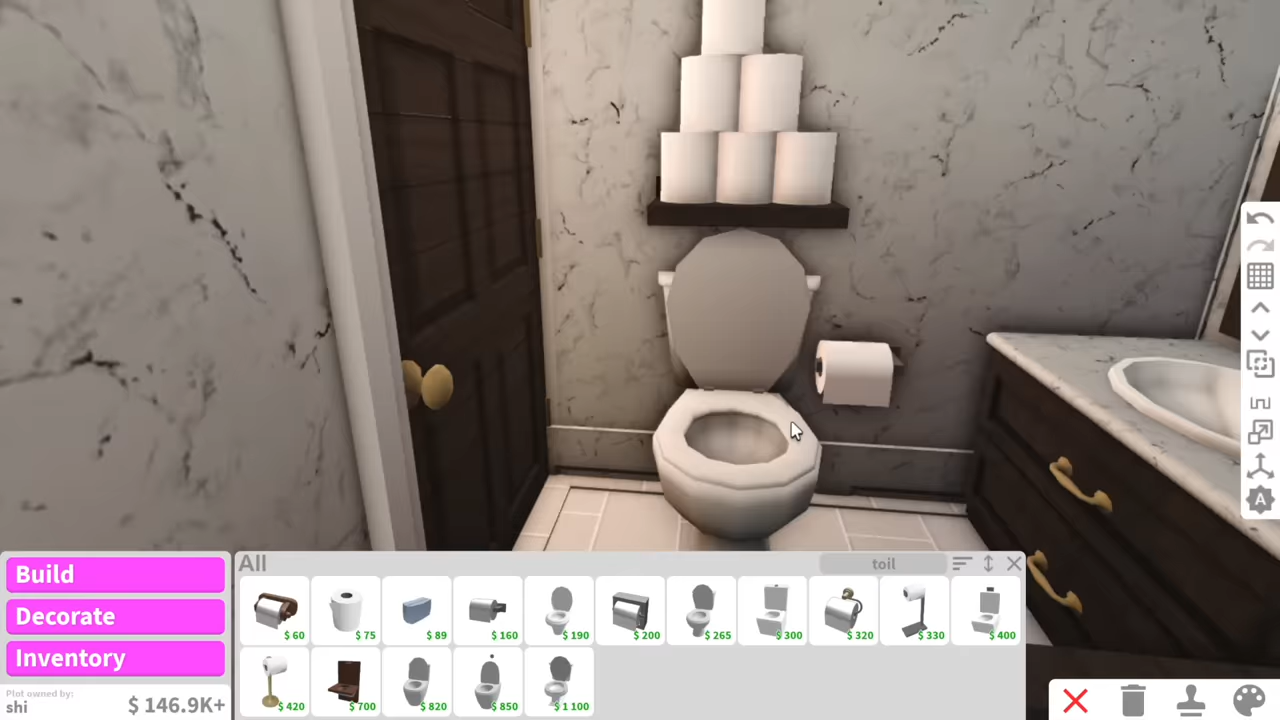 All
toil
Build
Decorate
Inventory
Plot owned by:
shi
$ 146.9K+
$ 60
$ 75
$ 89
$ 160
$ 190
$ 200
$ 265
$ 300
$ 320
$ 330
$ 400
$ 420
$ 700
$ 820
$ 850
$ 1 100
A